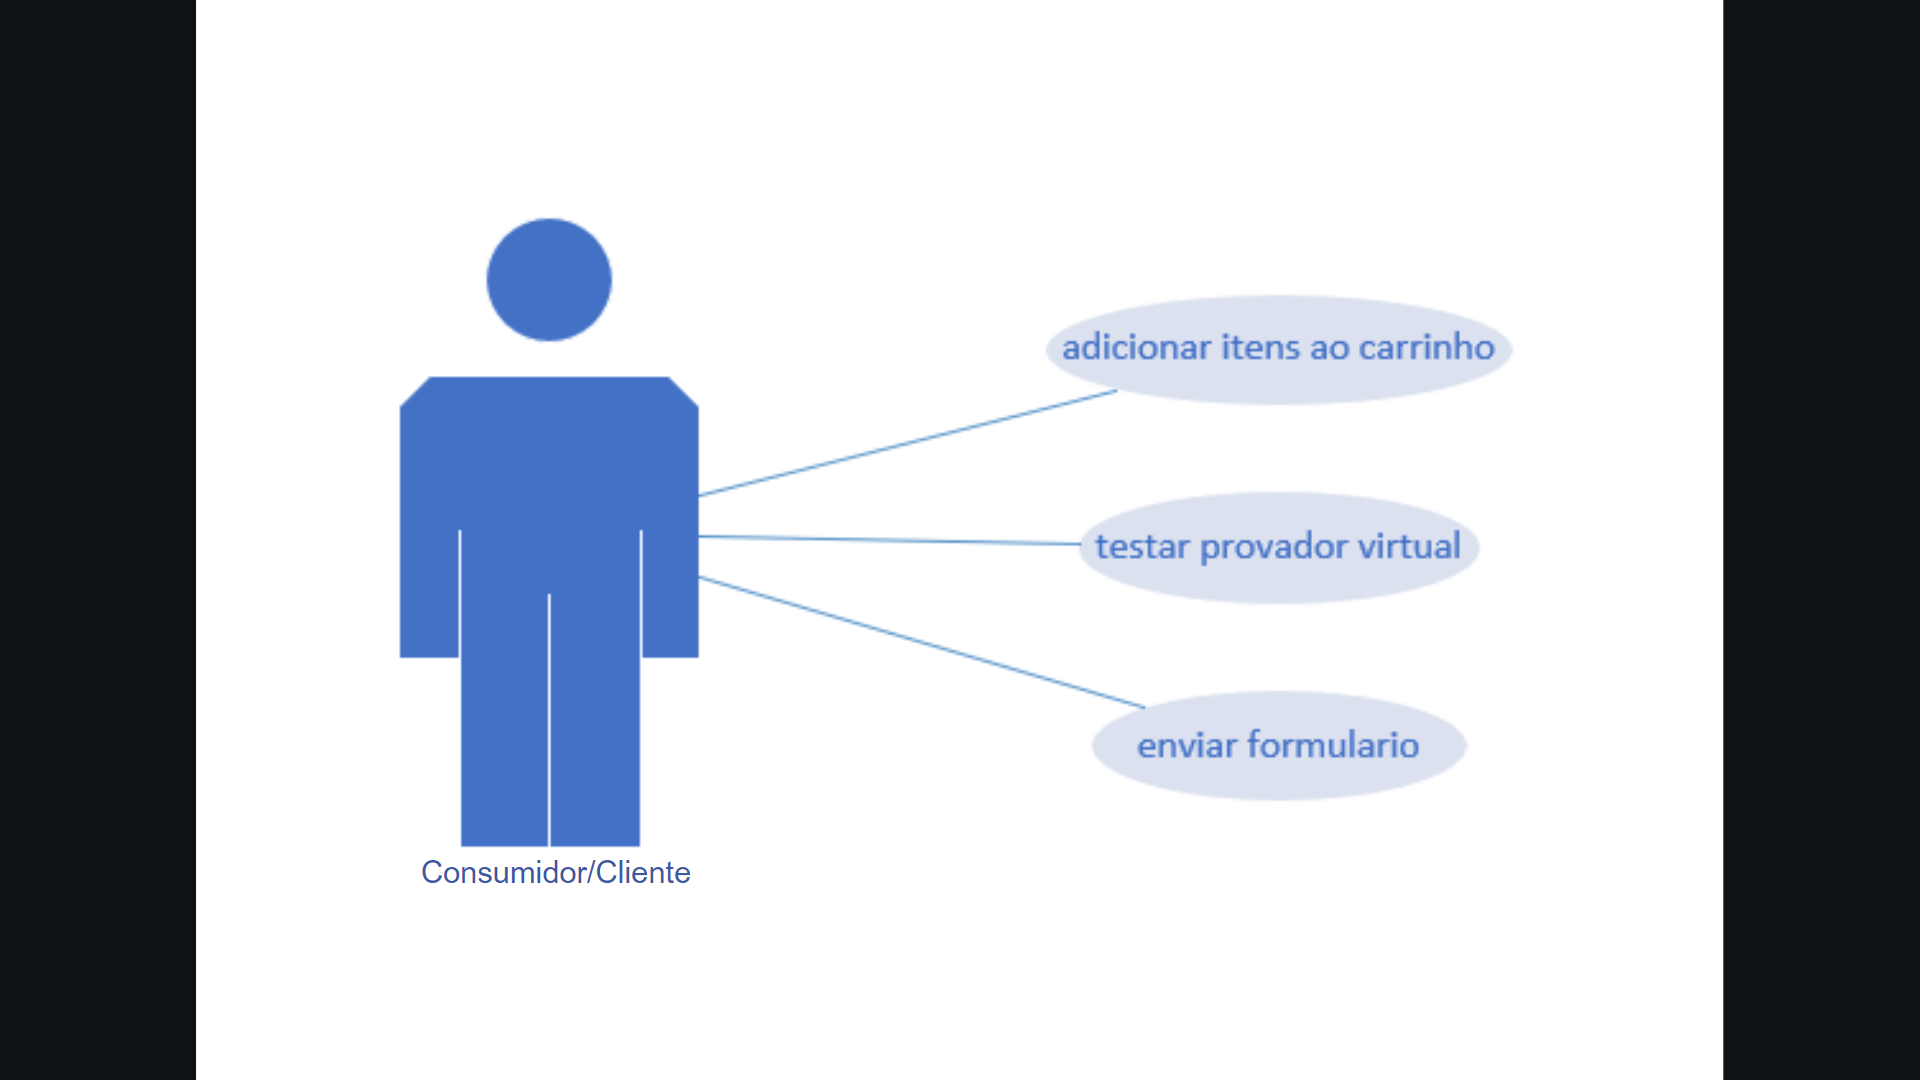 adicionar itens ao carrinho
testar provador virtual
enviar formulario
Consumidor/Cliente